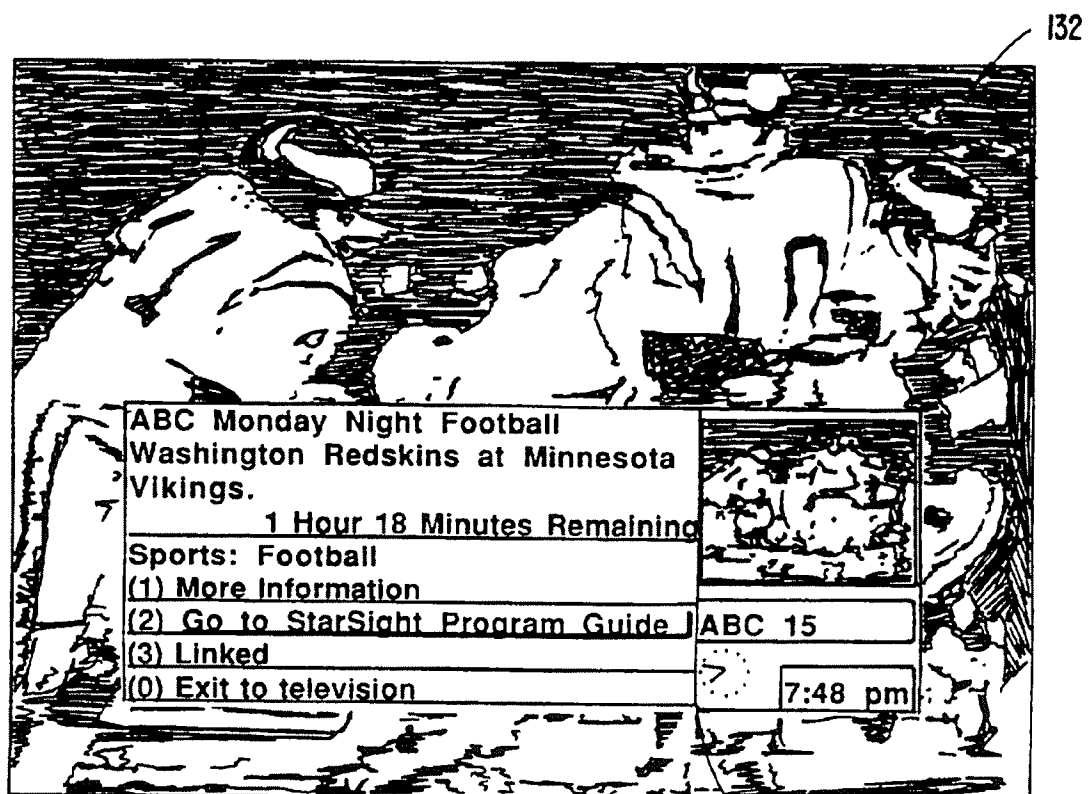 132
ABC Monday Night Football
Washington Redskins at Minnesota
Vikings.
1 Hour 18 Minutes Remaining
Sports: Football
(1) More Information
(2) Go to StarSight Program Guide
(3) Linked
(0) Exit to television
ABC 15
7:48 pm